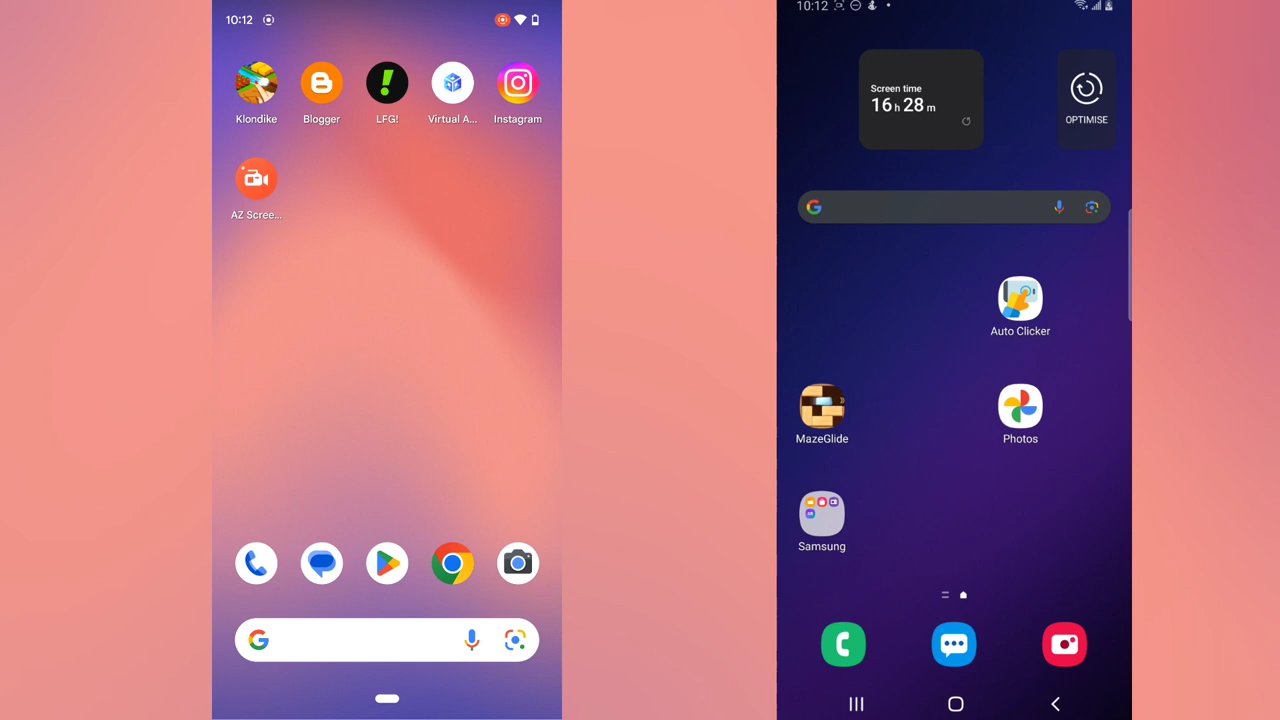 10:12
Klondike
Blogger
LFG!
Virtual A...
Instagram
AZ Scree...
10:12
Screen time
16 h 28 m
OPTIMISE
Auto Clicker
MazeGlide
Photos
Samsung